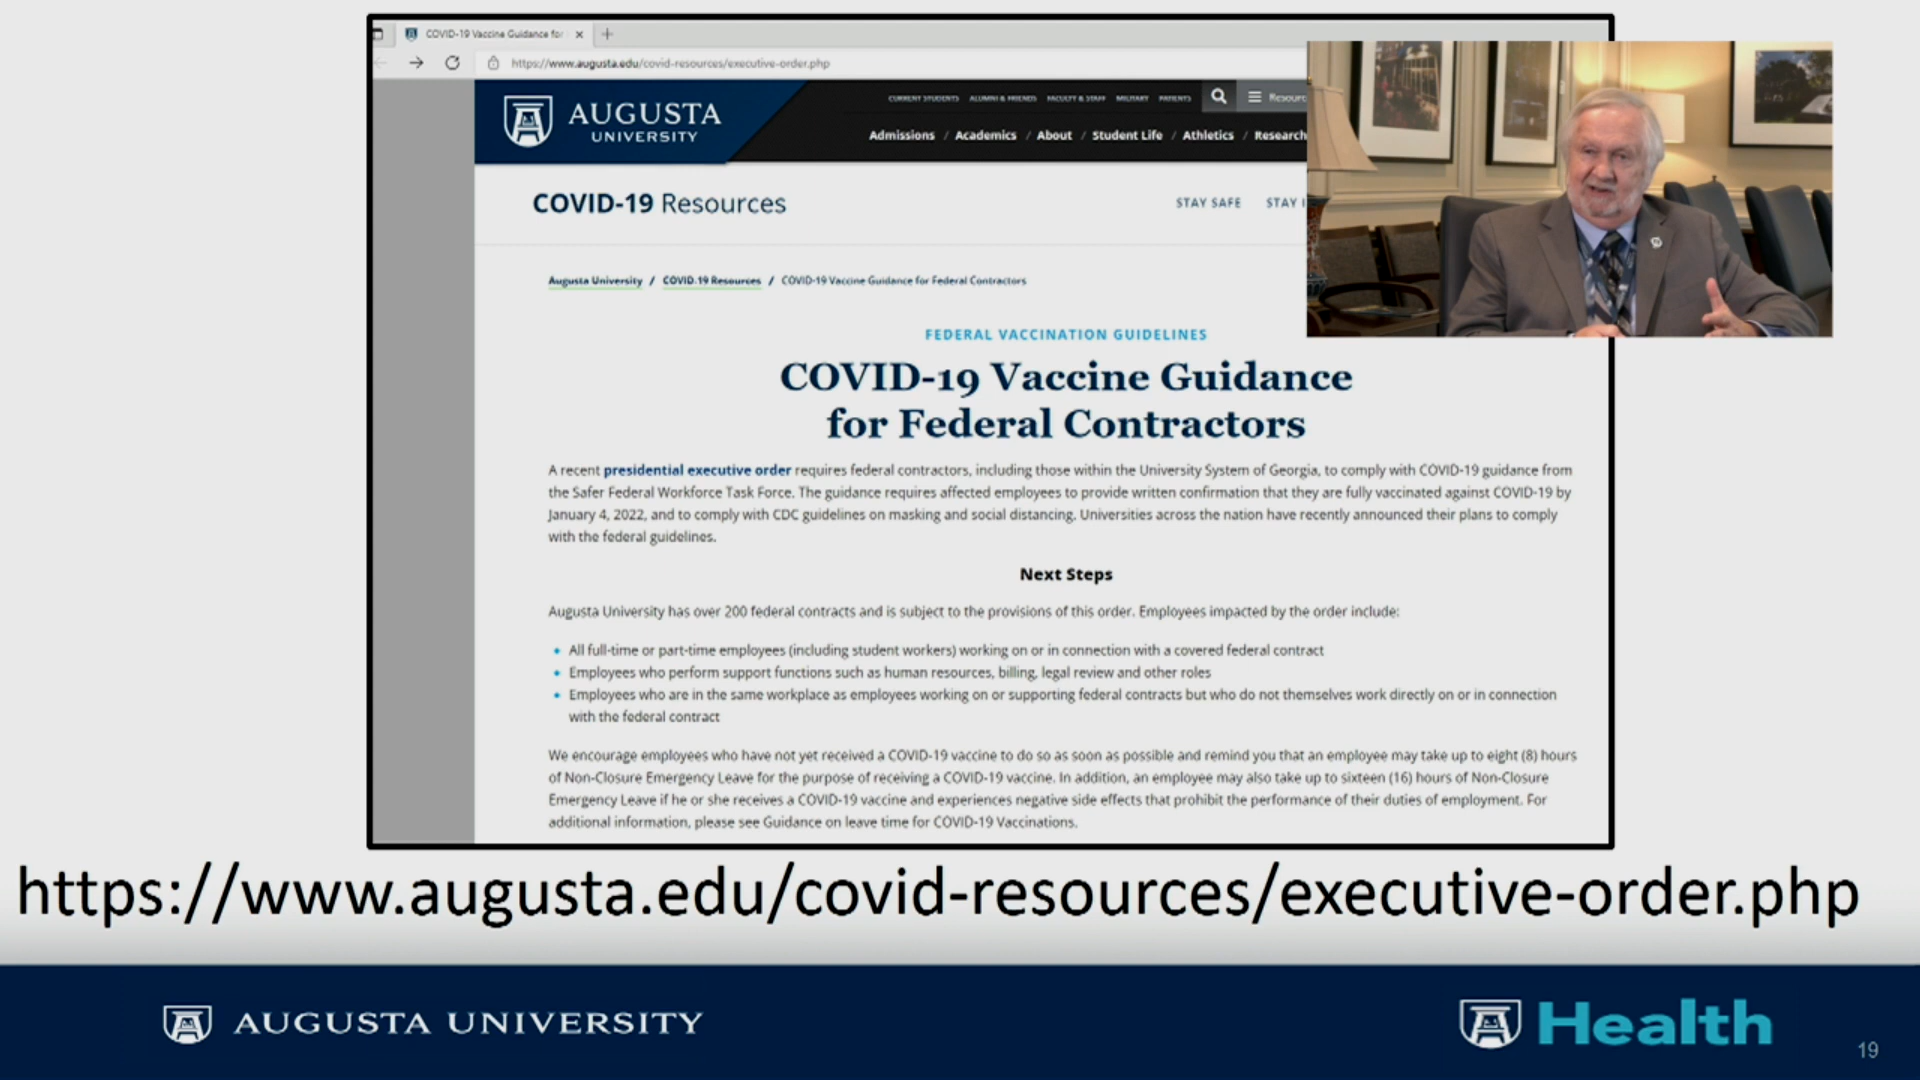 COVID-19 Vaccine Guidance for
https://www.augusta.edu/covid-resources/executive-order.php
CURRENT STUDENTS ALUMNI & FRIENDS FACULTY & STAFF MILITARY PATIENTS
AUGUSTA
UNIVERSITY
Admissions / Academics / About / Student Life / Athletics / Research
COVID-19 Resources
STAY SAFE
Augusta University / COVID-19 Resources / COVID-19 Vaccine Guidance for Federal Contractors
FEDERAL VACCINATION GUIDELINES
COVID-19 Vaccine Guidance
for Federal Contractors
A recent presidential executive order requires federal contractors, including those within the University System of Georgia, to comply with COVID-19 guidance from
the Safer Federal Workforce Task Force. The guidance requires affected employees to provide written confirmation that they are fully vaccinated against COVID-19 by
January 4, 2022, and to comply with CDC guidelines on masking and social distancing. Universities across the nation have recently announced their plans to comply
with the federal guidelines.
Next Steps
Augusta University has over 200 federal contracts and is subject to the provisions of this order. Employees impacted by the order include:
• All full-time or part-time employees (including student workers) working on or in connection with a covered federal contract
• Employees who perform support functions such as human resources, billing, legal review and other roles
• Employees who are in the same workplace as employees working on or supporting federal contracts but who do not themselves work directly on or in connection
with the federal contract
We encourage employees who have not yet received a COVID-19 vaccine to do so as soon as possible and remind you that an employee may take up to eight (8) hours
of Non-Closure Emergency Leave for the purpose of receiving a COVID-19 vaccine. In addition, an employee may also take up to sixteen (16) hours of Non-Closure
Emergency Leave if he or she receives a COVID-19 vaccine and experiences negative side effects that prohibit the performance of their duties of employment. For
additional information, please see Guidance on leave time for COVID-19 Vaccinations.
https://www.augusta.edu/covid-resources/executive-order.php
AUGUSTA UNIVERSITY
Health
19